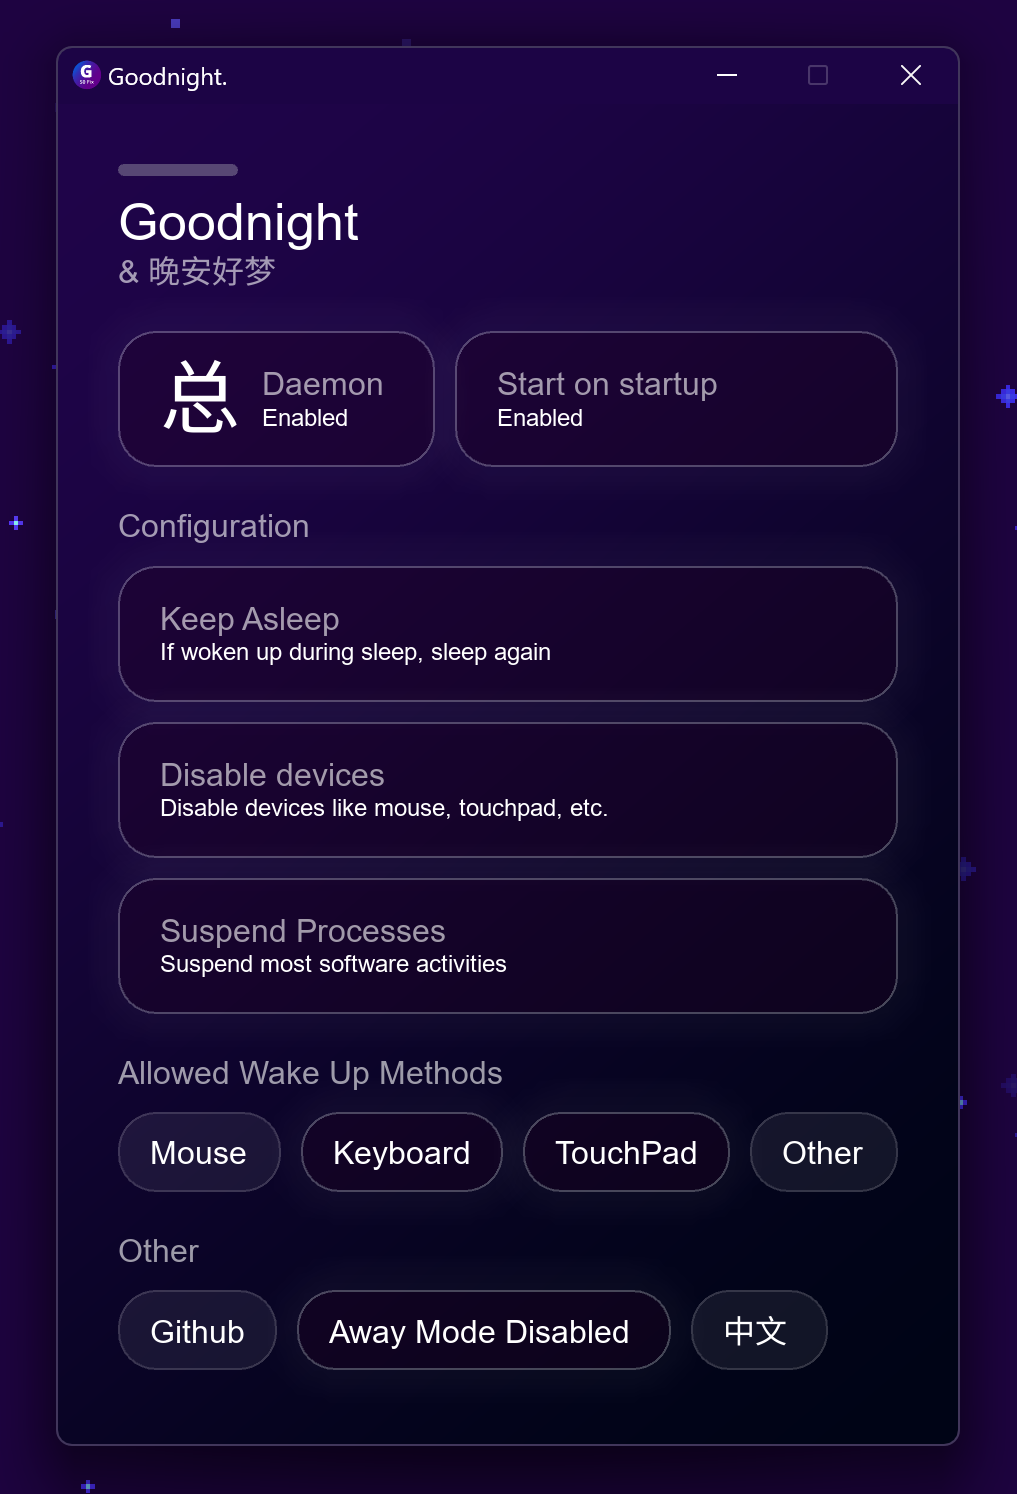 G
S0 Fix
Goodnight.
Goodnight
& 晚安好梦
总
Daemon
Enabled
Start on startup
Enabled
Configuration
Keep Asleep
If woken up during sleep, sleep again
Disable devices
Disable devices like mouse, touchpad, etc.
Suspend Processes
Suspend most software activities
Allowed Wake Up Methods
Mouse Keyboard TouchPad Other
Other
Github Away Mode Disabled 中文